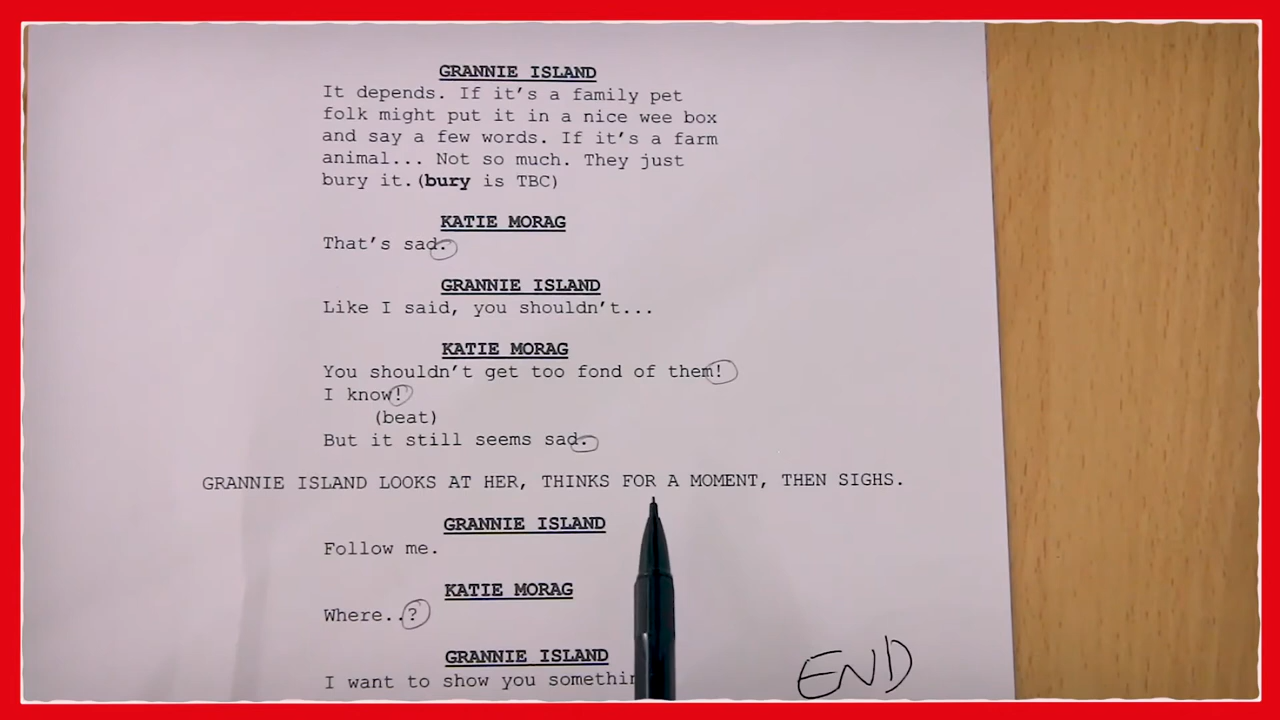 GRANNIE ISLAND
It depends. If it's a family pet
folk might put it in a nice wee box
and say a few words. If it's a farm
animal... Not so much. They just
bury it.(bury is TBC)
KATIE MORAG
That's sad.
GRANNIE ISLAND
Like I said, you shouldn't...
KATIE MORAG
You shouldn't get too fond of them!
I know!
(beat)
But it still seems sad.
GRANNIE ISLAND LOOKS AT HER, THINKS FOR A MOMENT, THEN SIGHS.
GRANNIE ISLAND
Follow me.
KATIE MORAG
Where..?
GRANNIE ISLAND
I want to show you somethin
END